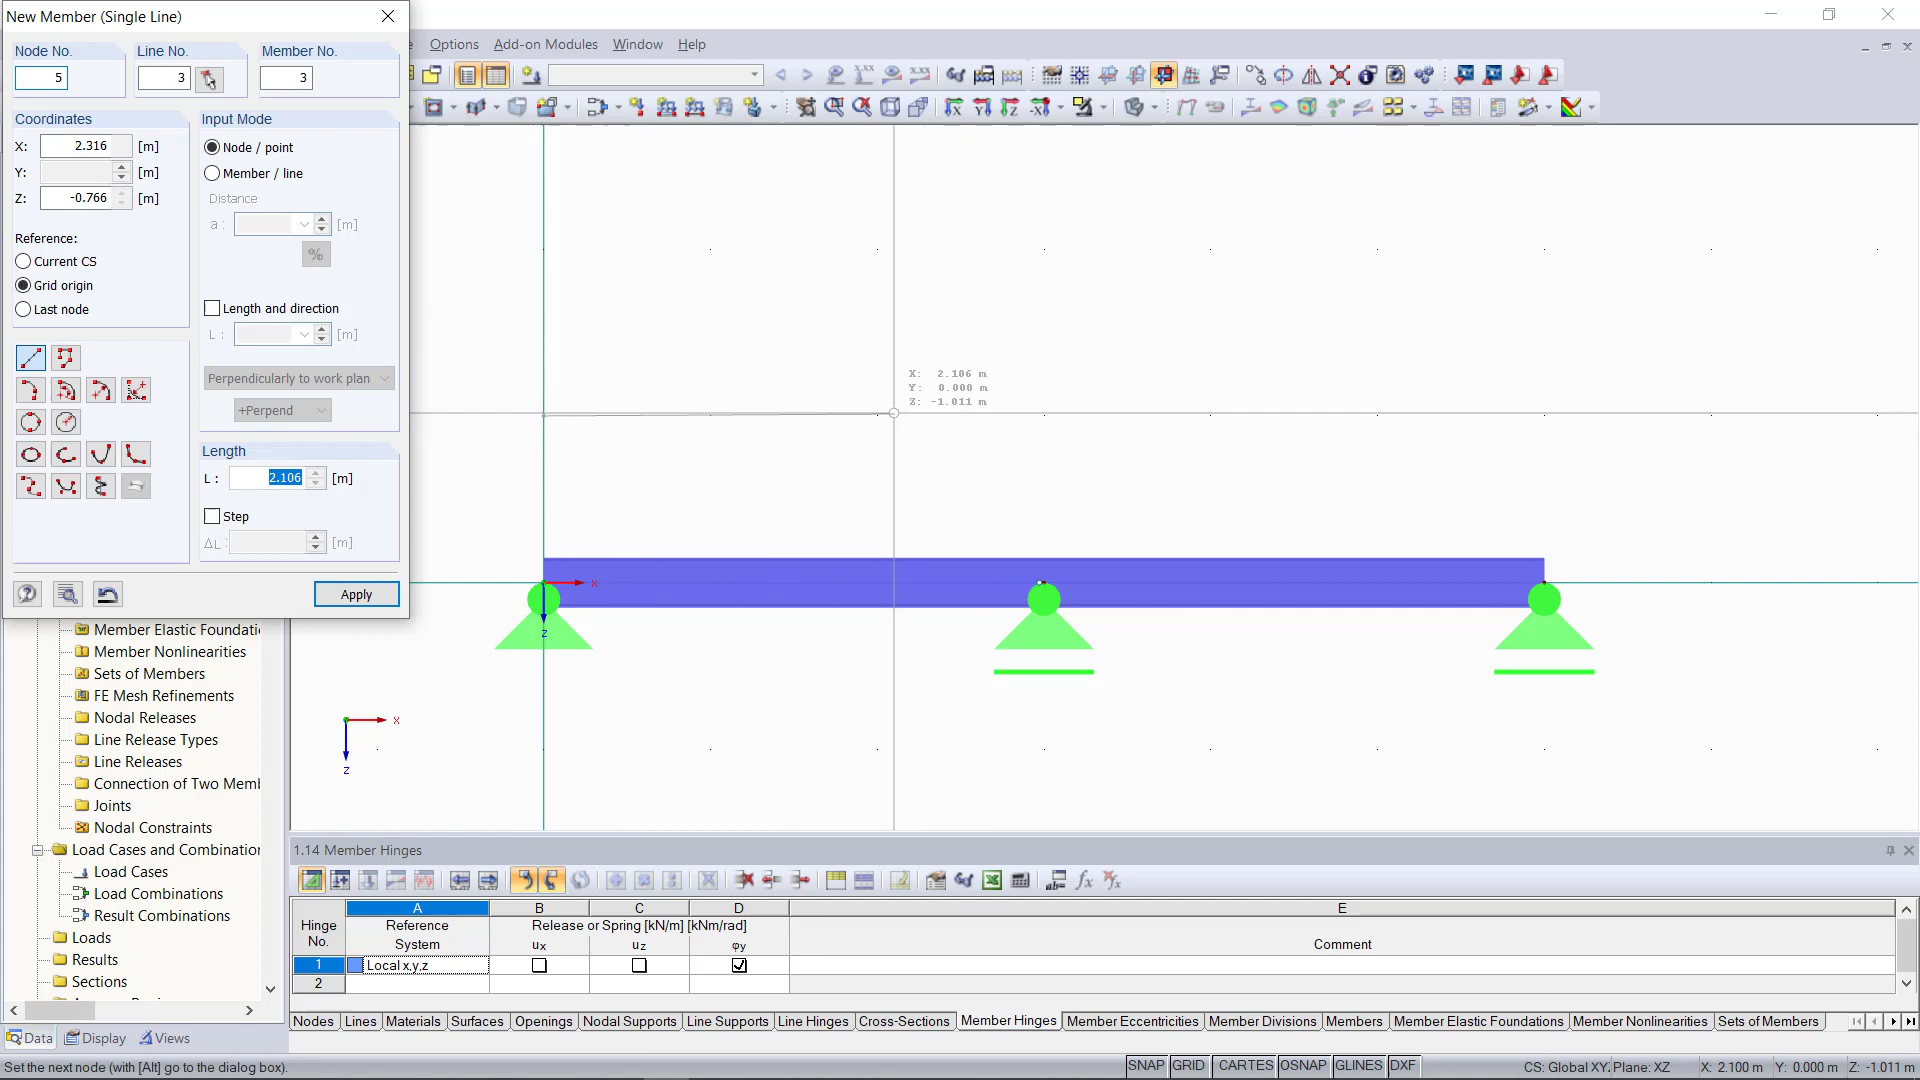 New Member (Single Line)
Node No.
Line No.
Member No.
5
3
3
Coordinates
X: 2.316 [m]
Y: [m]
Z: -0.766 [m]
Reference:
Current CS
Grid origin
Last node
Input Mode
Node / point
Member / line
Distance
a : [m]
%
Length and direction
L : [m]
Perpendicularly to work plan
+Perpend
Length
L : 2.106 [m]
Step
ΔL : [m]
Apply
Options
Add-on Modules
Window
Help
X: 2.106 m
Y: 0.000 m
Z: -1.011 m
x
z
x
z
Member Elastic Foundati
Member Nonlinearities
Sets of Members
FE Mesh Refinements
Nodal Releases
Line Release Types
Line Releases
Connection of Two Memb
Joints
Nodal Constraints
Load Cases and Combination
Load Cases
Load Combinations
Result Combinations
Loads
Results
Sections
Data
Display
Views
1.14 Member Hinges
A B C D E
Hinge No.
Reference System
Release or Spring [kN/m] [kNm/rad]
ux uz φy
Comment
1 Local x,y,z
2
Nodes Lines Materials Surfaces Openings Nodal Supports Line Supports Line Hinges Cross-Sections Member Hinges Member Eccentricities Member Divisions Members Member Elastic Foundations Member Nonlinearities Sets of Members
Set the next node (with [Alt] go to the dialog box).
SNAP GRID CARTES OSNAP GLINES DXF
CS: Global XY; Plane: XZ
X: 2.100 m Y: 0.000 m Z: -1.011 m